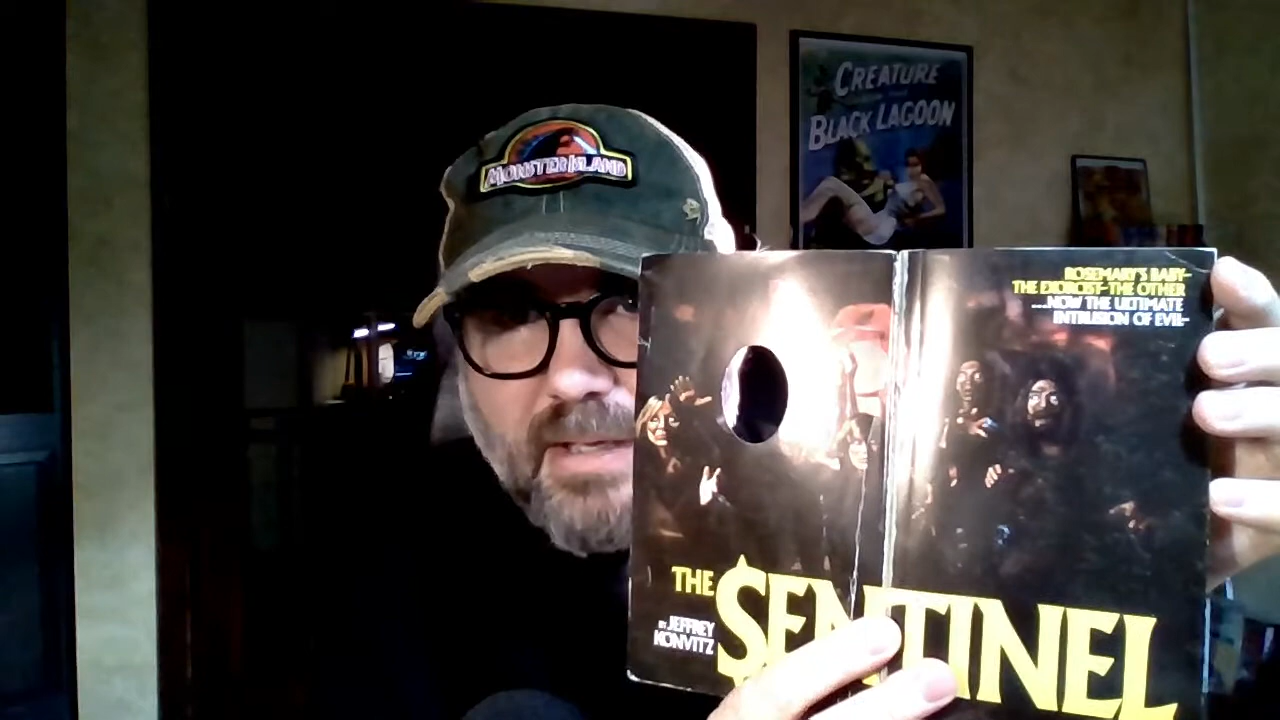 MONSTER ISLAND
CREATURE
BLACK LAGOON
ROSEMARY'S BABY-
THE EXORCIST-THE OTHER
....NOW THE ULTIMATE
INTRUSION OF EVIL-
THE SENTINEL
BY JEFFREY
KONVITZ